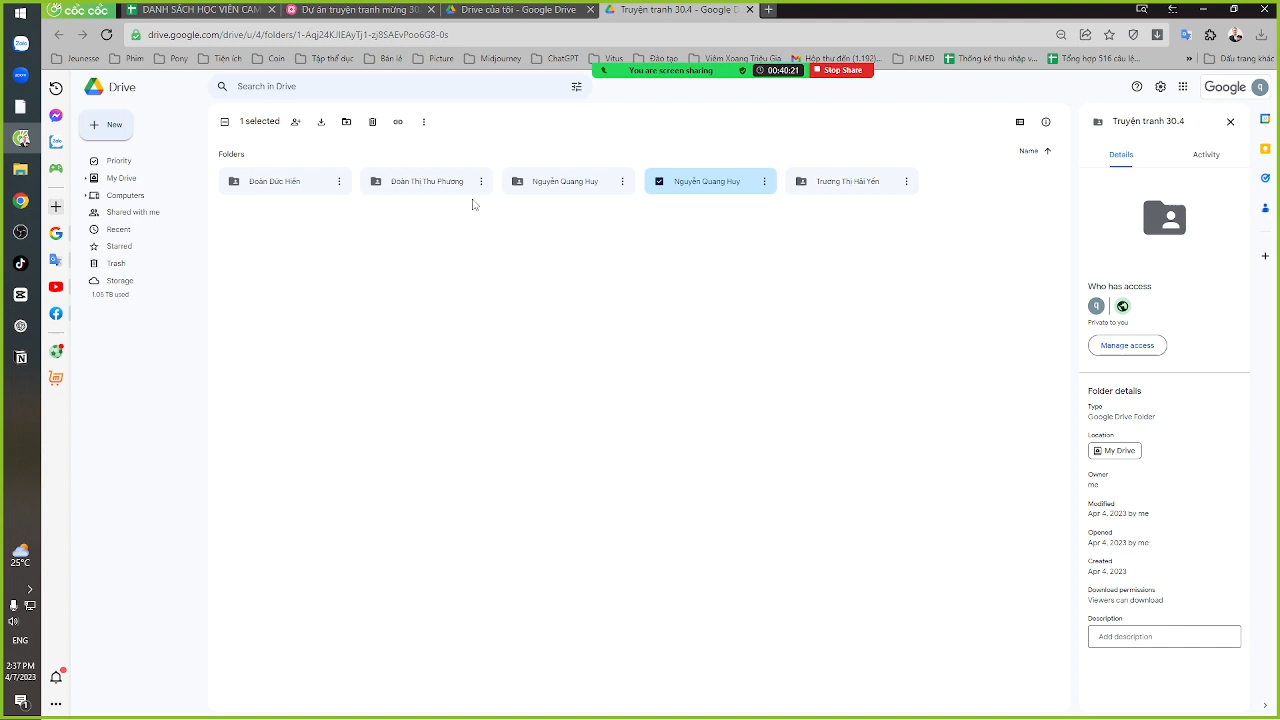 cốc cốc
DANH SÁCH HỌC VIÊN CAM
Dự án truyện tranh mừng 30
Drive của tôi - Google Drive
Truyện tranh 30.4 - Google D
drive.google.com/drive/u/4/folders/
Jeunesse
Phim
Pony
Tiện ích
Coin
Tập thể dục
Bán lẻ
Picture
Midjourney
ChatGPT
Vitus
Đào tạo
Viêm Xoang Triệu Gia
Hộp thư đến (1.192)...
PLMED
Thống kê thu nhập v...
Tổng hợp 516 câu lệ...
»
Dấu trang khác
You are screen sharing
00:40:21
Stop Share
Drive
Search in Drive
Google
q
New
1 selected
Truyện tranh 30.4
Details
Activity
Folders
Name
Priority
My Drive
Computers
Shared with me
Recent
Starred
Trash
Storage
1.05 TB used
Đoàn Đức Hiến
Đoàn Thị Thu Phương
Nguyễn Quang Huy
Nguyễn Quang Huy
Trương Thị Hải Yến
Who has access
q
Private to you
Manage access
Folder details
Type
Google Drive Folder
Location
My Drive
Owner
me
Modified
Apr 4, 2023 by me
Opened
Apr 4, 2023 by me
Created
Apr 4, 2023
Download permissions
Viewers can download
Description
Add description
Zalo
zoom
Zalo
25°C
ENG
2:37 PM
4/7/2023